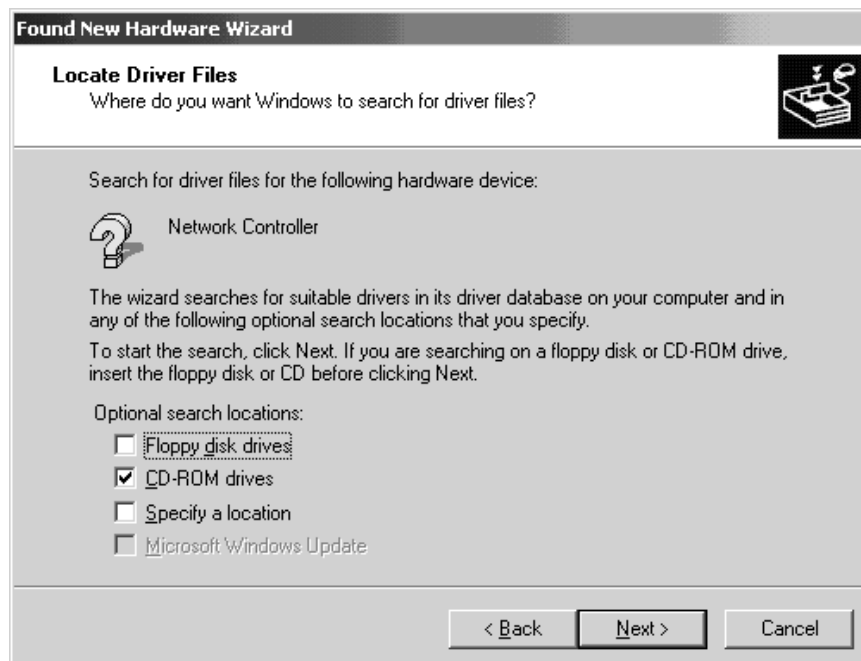 Found New Hardware Wizard
Locate Driver Files
Where do you want Windows to search for driver files?
Search for driver files for the following hardware device:
Network Controller
The wizard searches for suitable drivers in its driver database on your computer and in
any of the following optional search locations that you specify.
To start the search, click Next. If you are searching on a floppy disk or CD-ROM drive,
insert the floppy disk or CD before clicking Next.
Optional search locations:
Floppy disk drives
CD-ROM drives
Specify a location
Microsoft Windows Update
< Back Next > Cancel